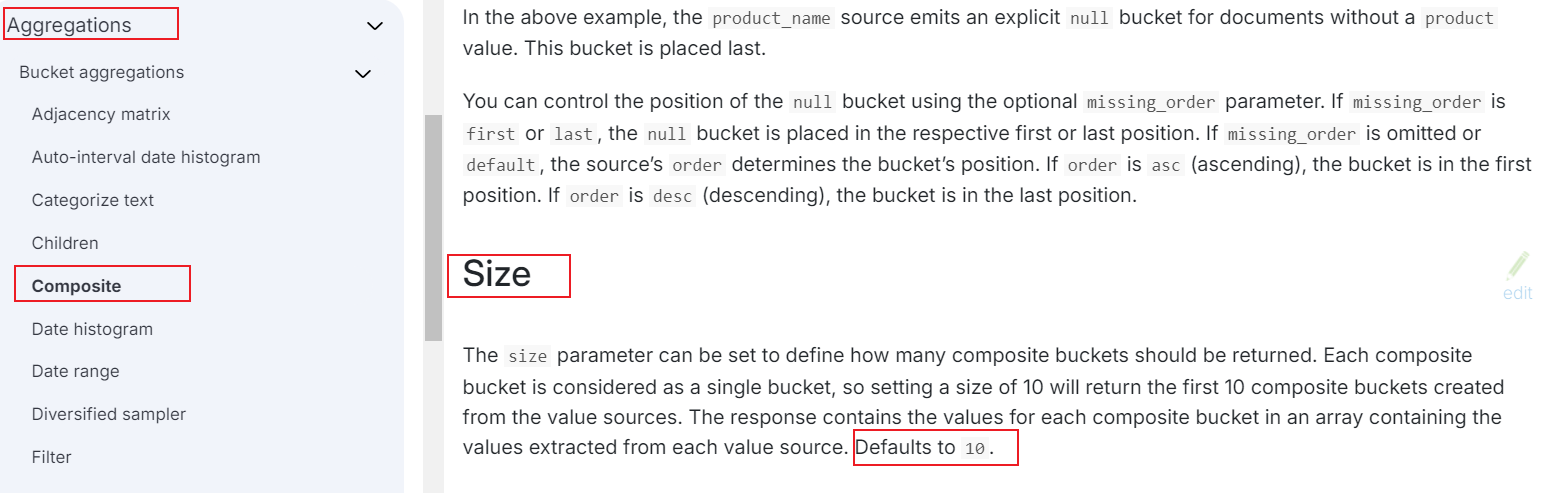 Aggregations
Bucket aggregations
Adjacency matrix
Auto-interval date histogram
Categorize text
Children
Composite
Date histogram
Date range
Diversified sampler
Filter
In the above example, the product_name source emits an explicit null bucket for documents without a product
value. This bucket is placed last.
You can control the position of the null bucket using the optional missing_order parameter. If missing_order is
first or last, the null bucket is placed in the respective first or last position. If missing_order is omitted or
default, the source’s order determines the bucket’s position. If order is asc (ascending), the bucket is in the first
position. If order is desc (descending), the bucket is in the last position.
Size
edit
The size parameter can be set to define how many composite buckets should be returned. Each composite
bucket is considered as a single bucket, so setting a size of 10 will return the first 10 composite buckets created
from the value sources. The response contains the values for each composite bucket in an array containing the
values extracted from each value source. Defaults to 10.